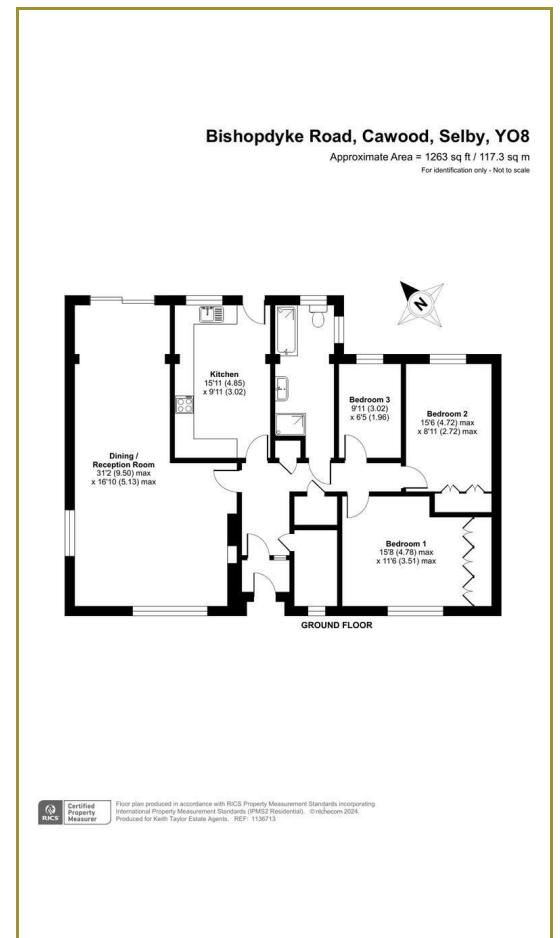 Bishopdyke Road, Cawood, Selby, YO8
Approximate Area = 1263 sq ft / 117.3 sq m
For identification only - Not to scale
N
Kitchen
15'11 (4.85)
x 9'11 (3.02)
Bedroom 3
9'11 (3.02)
x 6'5 (1.96)
Bedroom 2
15'6 (4.72) max
x 8'11 (2.72) max
Dining /
Reception Room
31'2 (9.50) max
x 16'10 (5.13) max
Bedroom 1
15'8 (4.78) max
x 11'6 (3.51) max
GROUND FLOOR
RICS
Certified
Property
Measurer
Floor plan produced in accordance with RICS Property Measurement Standards incorporating
International Property Measurement Standards (IPMS2 Residential). © nichecom 2024.
Produced for Keith Taylor Estate Agents. REF: 1136713